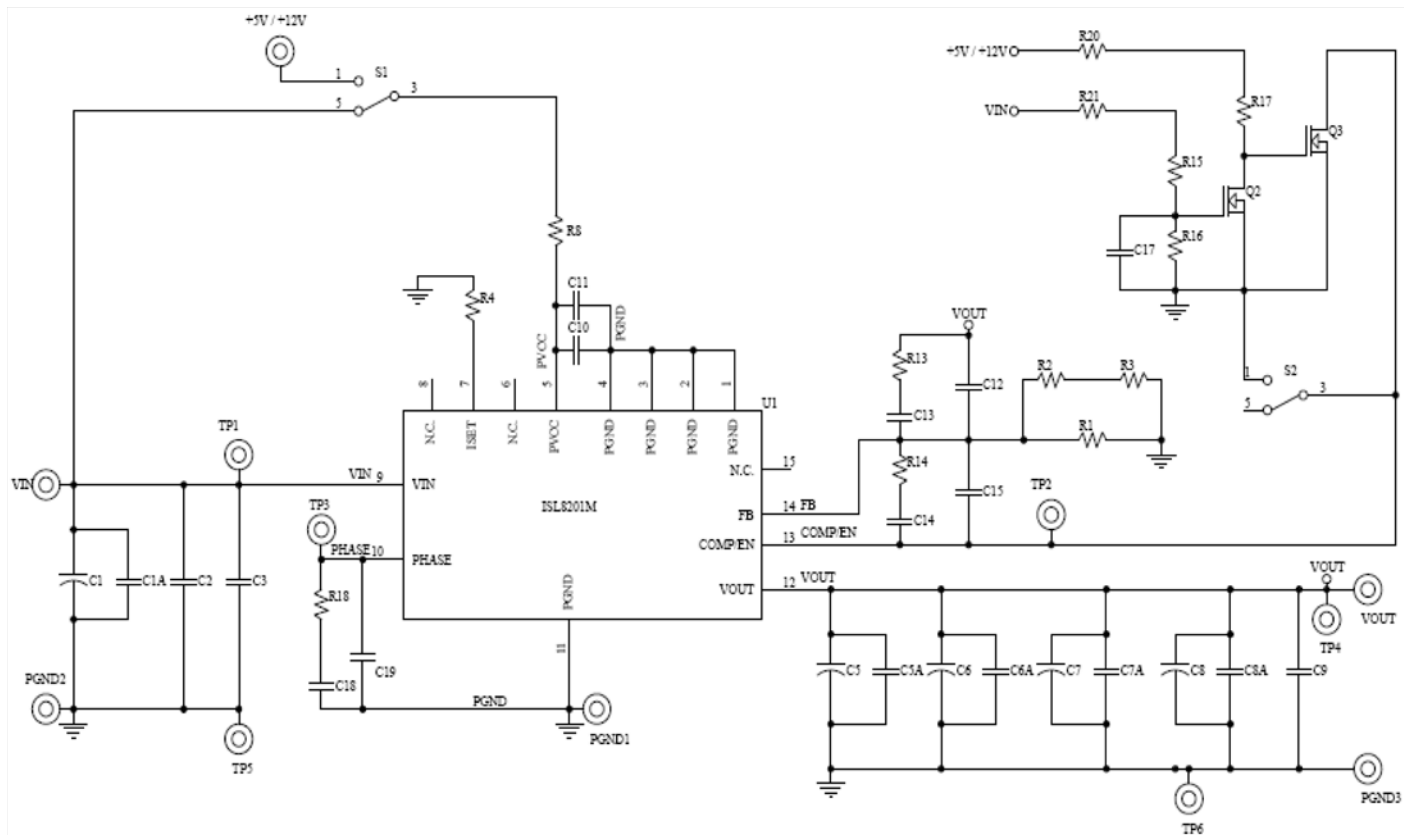 +5V / +12V
1
S1
3
5
+5V / +12V
R20
VIN
R21
R17
Q3
R15
Q2
R16
C17
R8
R4
C11
C10
PGND
PVCC
8
7
6
5
4
3
2
1
U1
N.C.
ISET
N.C.
PVCC
PGND
PGND
PGND
PGND
VOUT
R13
C12
C13
R2
R3
R1
1
S2
3
5
TP1
VIN
VIN 9
VIN
ISL8201M
N.C.
15
R14
C15
C14
TP2
FB
14 FB
COMP/EN
13 COMP/EN
TP3
PHASE 10
PHASE
VOUT
12 VOUT
VOUT
VOUT
TP4
C1
C1A
C2
C3
R18
C19
C18
PGND
11
PGND
PGND1
C5
C5A
C6
C6A
C7
C7A
C8
C8A
C9
PGND2
TP5
TP6
PGND3